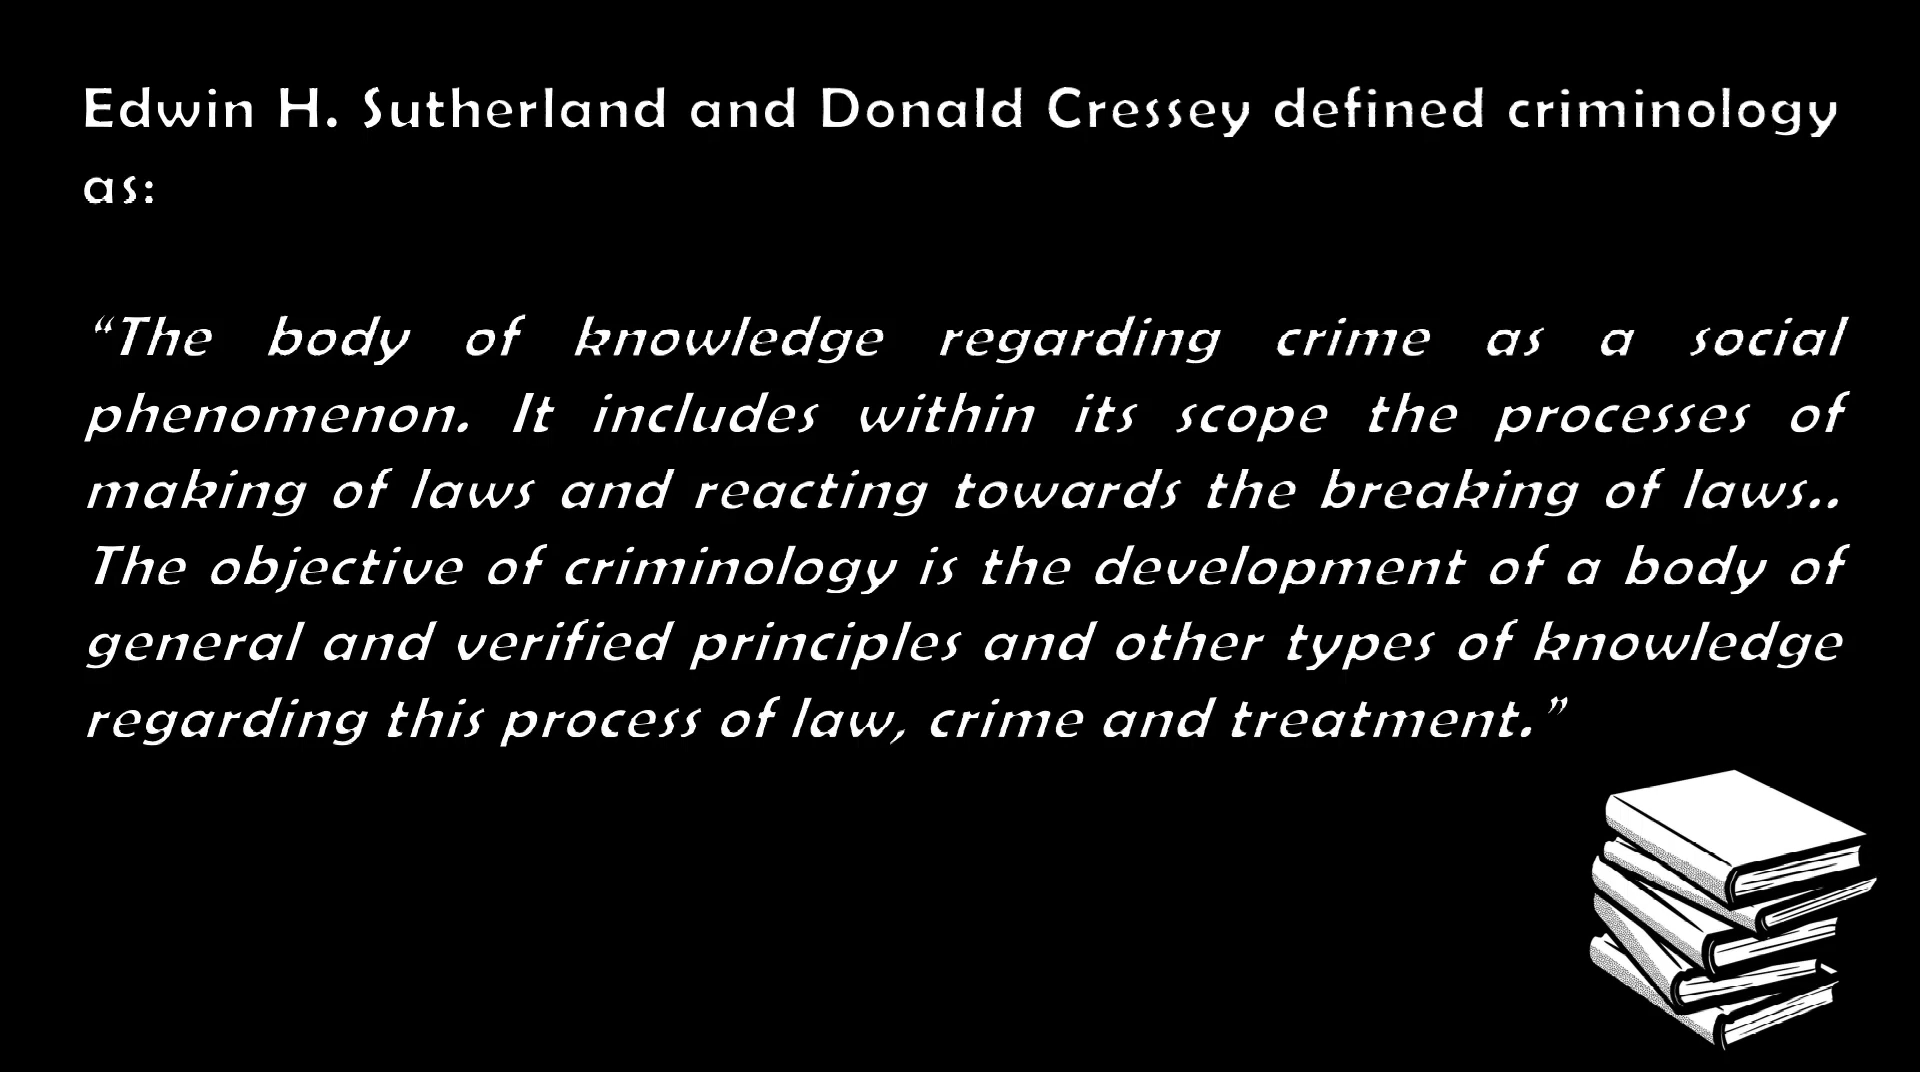 Edwin H. Sutherland and Donald Cressey defined criminology
as:
“The body of knowledge regarding crime as a social
phenomenon. It includes within its scope the processes of
making of laws and reacting towards the breaking of laws..
The objective of criminology is the development of a body of
general and verified principles and other types of knowledge
regarding this process of law, crime and treatment.”